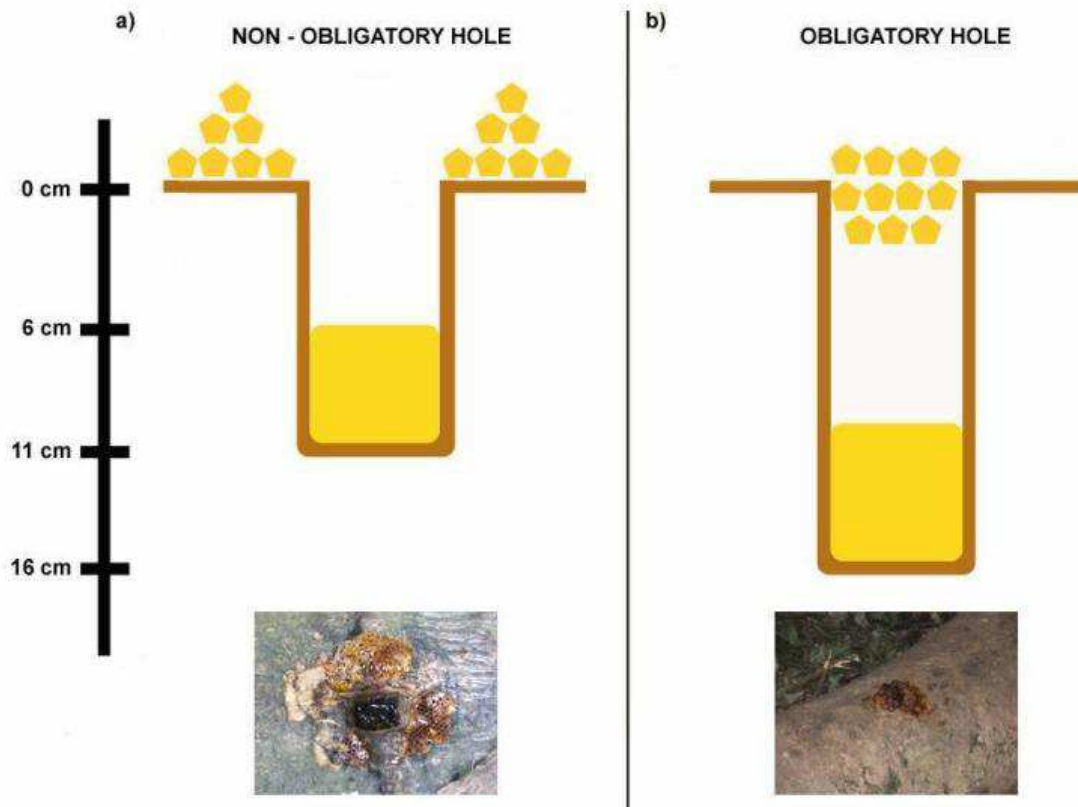 a)
NON - OBLIGATORY HOLE
b)
OBLIGATORY HOLE
0 cm
6 cm
11 cm
16 cm